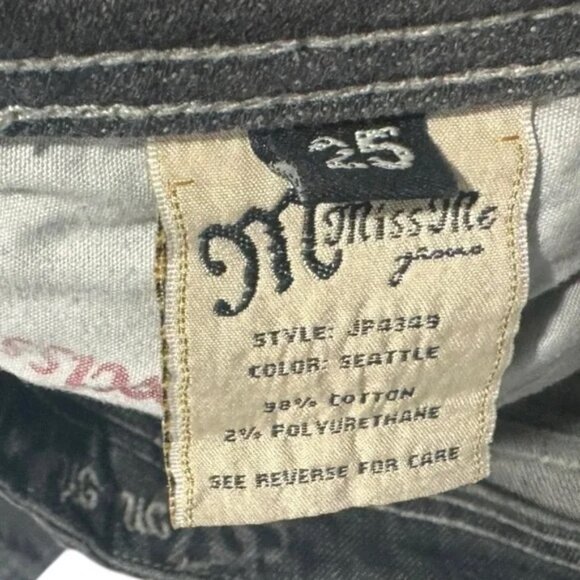 25
M Miss Me
jeans
STYLE: JP4349
COLOR: SEATTLE
98% COTTON
2% POLYURETHANE
SEE REVERSE FOR CARE